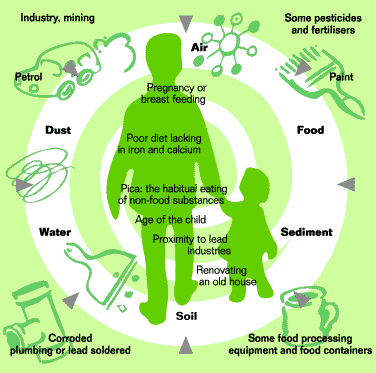 Industry, mining
Some pesticides
and fertilisers
Air
Petrol
Paint
Pregnancy or
breast feeding
Dust
Food
Poor diet lacking
in iron and calcium
Pica: the habitual eating
of non-food substances
Age of the child
Water
Proximity to lead
industries
Sediment
Renovating
an old house
Soil
Corroded
plumbing or lead soldered
Some food processing
equipment and food containers